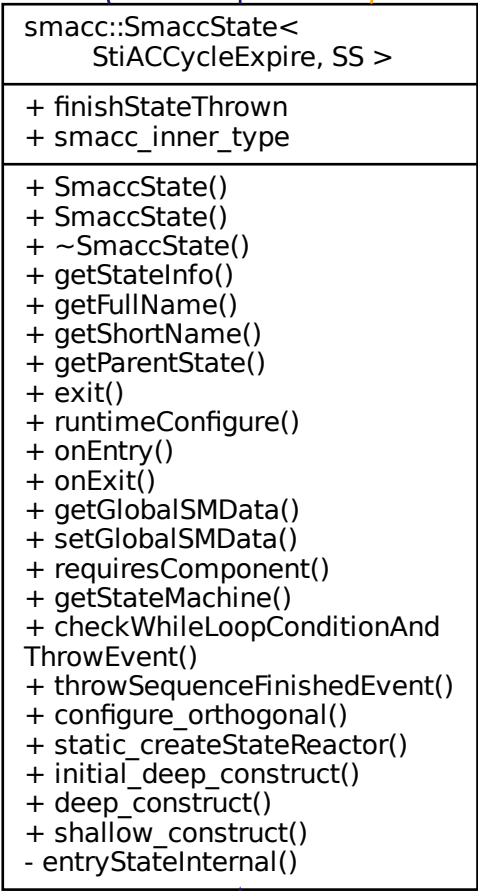 smacc::SmaccState<
StiACCycleExpire, SS >
+ finishStateThrown
+ smacc_inner_type
+ SmaccState()
+ SmaccState()
+ ~SmaccState()
+ getStateInfo()
+ getFullName()
+ getShortName()
+ getParentState()
+ exit()
+ runtimeConfigure()
+ onEntry()
+ onExit()
+ getGlobalSMData()
+ setGlobalSMData()
+ requiresComponent()
+ getStateMachine()
+ checkWhileLoopConditionAnd
ThrowEvent()
+ throwSequenceFinishedEvent()
+ configure_orthogonal()
+ static_createStateReactor()
+ initial_deep_construct()
+ deep_construct()
+ shallow_construct()
- entryStateInternal()